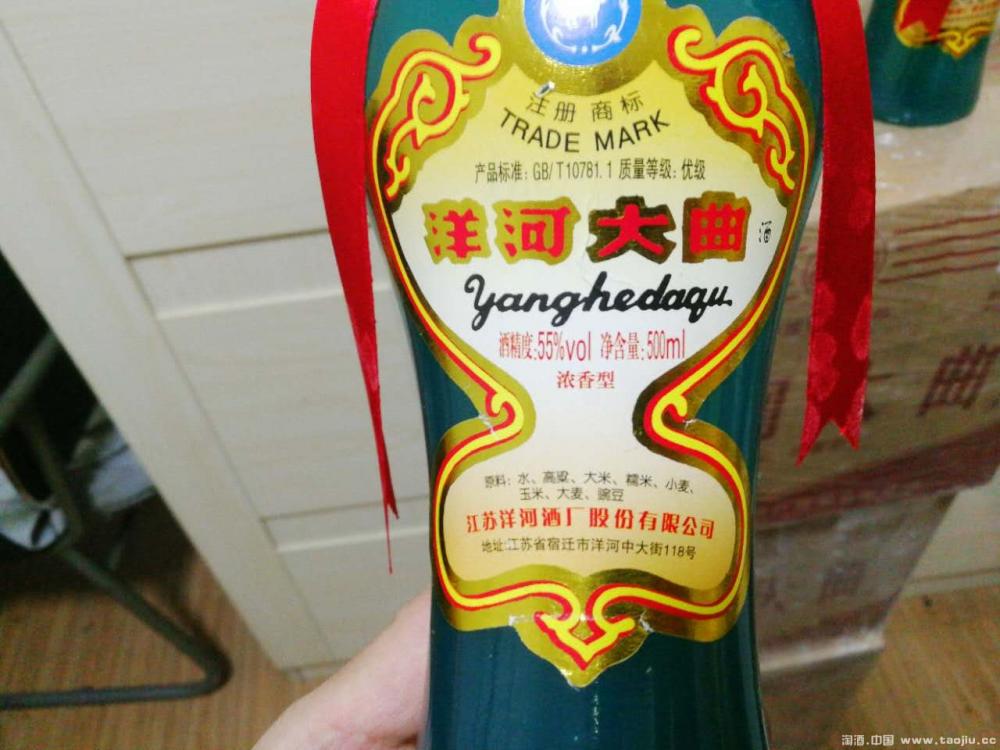 注册商标
TRADE MARK
产品标准: GB/T10781.1 质量等级: 优级
洋河大曲 酒
Yanghedaqu
酒精度:55%vol 净含量:500ml
浓香型
原料: 水、高粱、大米、糯米、小麦、
玉米、大麦、豌豆
江苏洋河酒厂股份有限公司
地址:江苏省宿迁市洋河中大街118号
曲
淘酒.中国 www.taojiu.cc